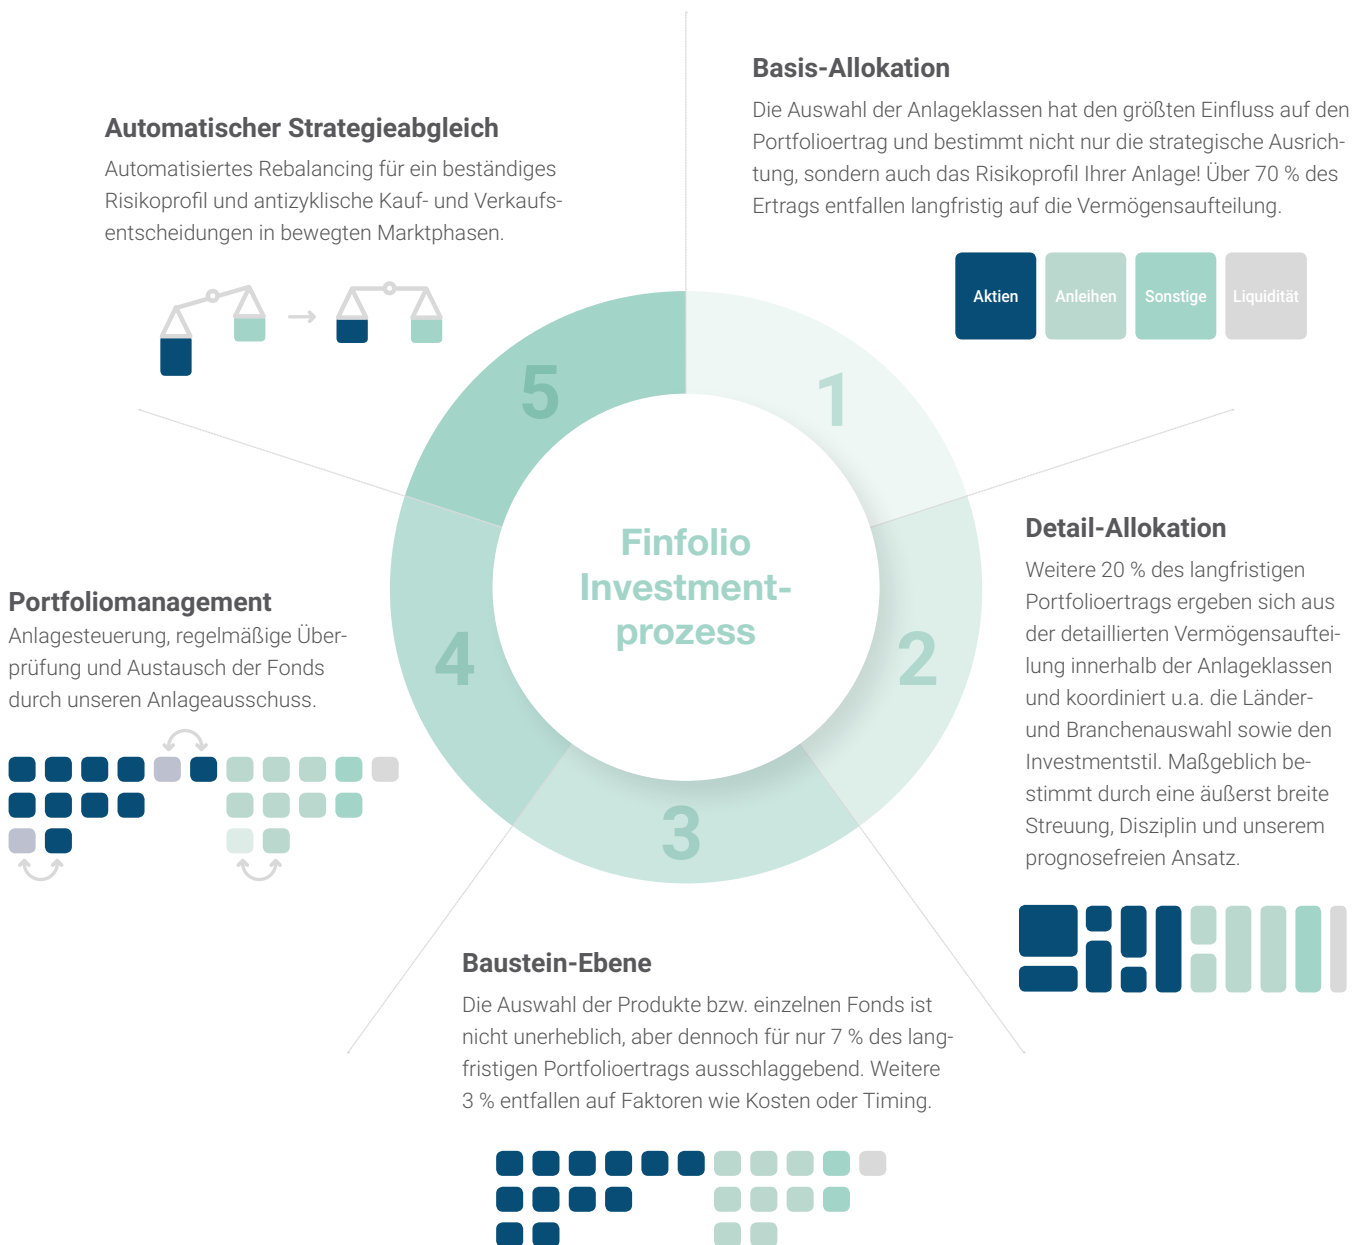 Basis-Allokation
Die Auswahl der Anlageklassen hat den größten Einfluss auf den
Portfolioertrag und bestimmt nicht nur die strategische Ausrich-
tung, sondern auch das Risikoprofil Ihrer Anlage! Über 70 % des
Ertrags entfallen langfristig auf die Vermögensaufteilung.
Aktien
Anleihen
Sonstige
Liquidität
Automatischer Strategieabgleich
Automatisiertes Rebalancing für ein beständiges
Risikoprofil und antizyklische Kauf- und Verkaufs-
entscheidungen in bewegten Marktphasen.
5
1
Finfolio
Investment-
prozess
4
2
3
Detail-Allokation
Weitere 20 % des langfristigen
Portfolioertrags ergeben sich aus
der detaillierten Vermögensauftei-
lung innerhalb der Anlageklassen
und koordiniert u.a. die Länder-
und Branchenauswahl sowie den
Investmentstil. Maßgeblich be-
stimmt durch eine äußerst breite
Streuung, Disziplin und unserem
prognosefreien Ansatz.
Portfoliomanagement
Anlagesteuerung, regelmäßige Über-
prüfung und Austausch der Fonds
durch unseren Anlageausschuss.
Baustein-Ebene
Die Auswahl der Produkte bzw. einzelnen Fonds ist
nicht unerheblich, aber dennoch für nur 7 % des lang-
fristigen Portfolioertrags ausschlaggebend. Weitere
3 % entfallen auf Faktoren wie Kosten oder Timing.